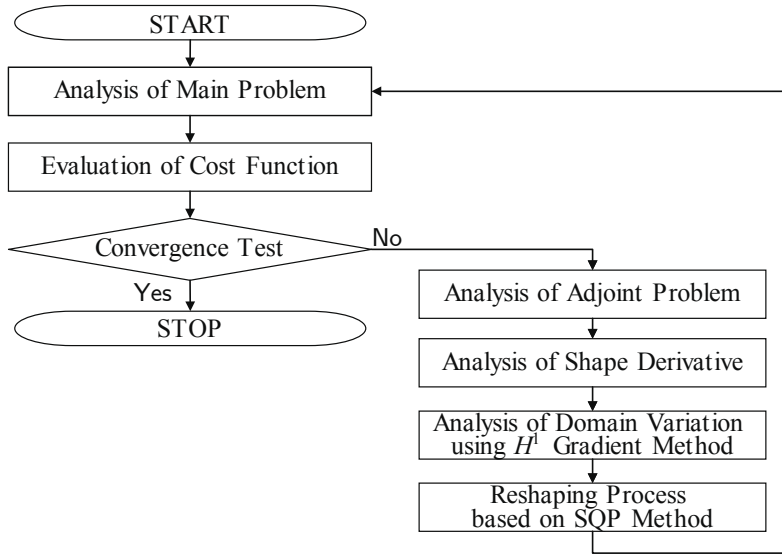 START
Analysis of Main Problem
Evaluation of Cost Function
Convergence Test
No
Yes
STOP
Analysis of Adjoint Problem
Analysis of Shape Derivative
Analysis of Domain Variation
using H¹ Gradient Method
Reshaping Process
based on SQP Method